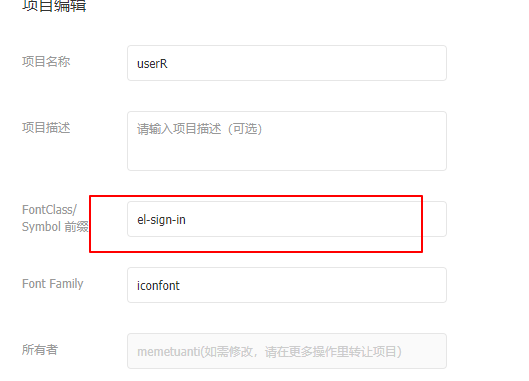 项目编辑
项目名称
userR
项目描述
请输入项目描述（可选）
FontClass/
Symbol 前缀
el-sign-in
Font Family
iconfont
所有者
memetuanti(如需修改，请在更多操作里转让项目)